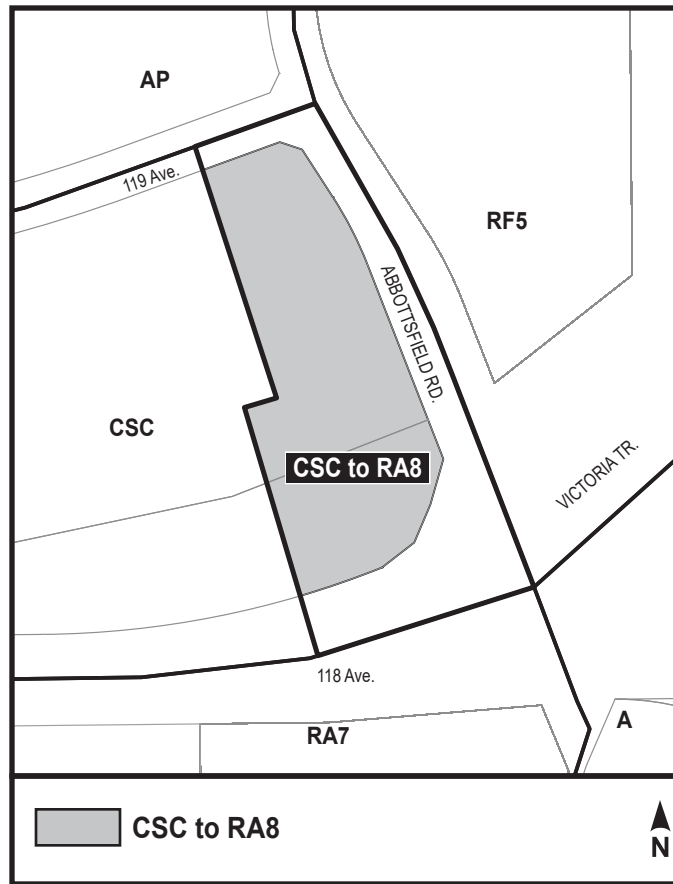 AP
119 Ave.
RF5
ABBOTTSFIELD RD.
CSC
CSC to RA8
VICTORIA TR.
118 Ave.
RA7
A
CSC to RA8
N